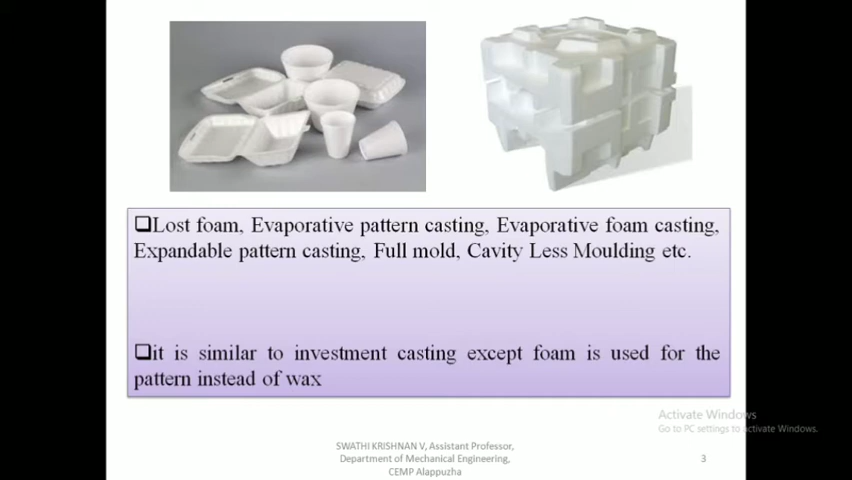 ❑Lost foam, Evaporative pattern casting, Evaporative foam casting,
Expandable pattern casting, Full mold, Cavity Less Moulding etc.
❑it is similar to investment casting except foam is used for the
pattern instead of wax
Activate Windows
Go to PC settings to activate Windows.
SWATHI KRISHNAN V, Assistant Professor,
Department of Mechanical Engineering,
CEMP Alappuzha
3